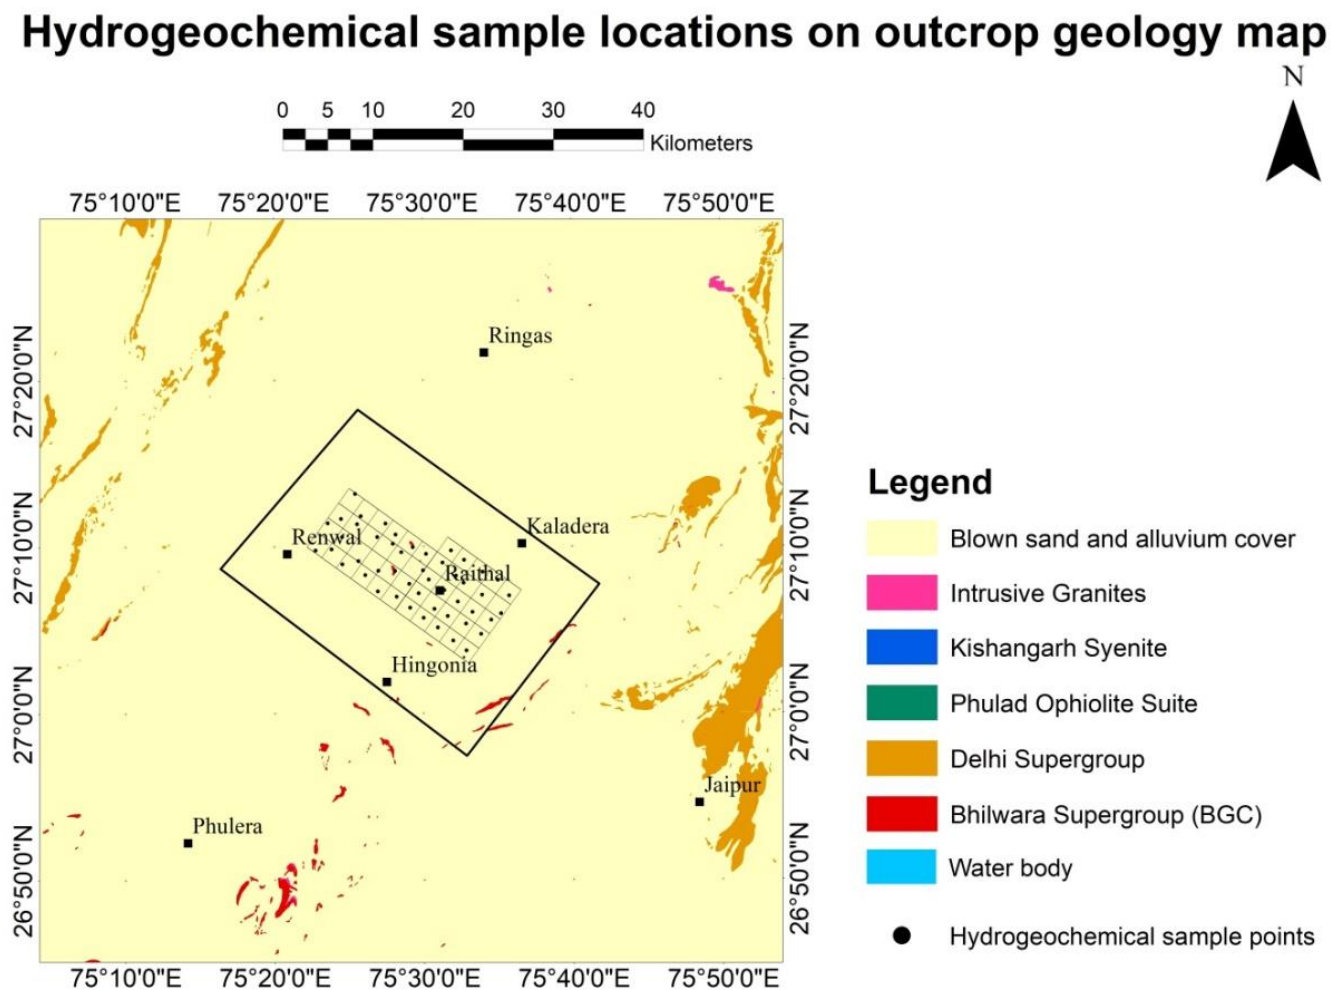 Hydrogeochemical sample locations on outcrop geology map
N
0 5 10 20 30 40
Kilometers
75°10'0"E 75°20'0"E 75°30'0"E 75°40'0"E 75°50'0"E
27°20'0"N
27°10'0"N
27°0'0"N
26°50'0"N
Ringas
Kaladera
Renwal
Raithal
Hingonia
Jaipur
Phulera
27°20'0"N
27°10'0"N
27°0'0"N
26°50'0"N
75°10'0"E 75°20'0"E 75°30'0"E 75°40'0"E 75°50'0"E
Legend
Blown sand and alluvium cover
Intrusive Granites
Kishangarh Syenite
Phulad Ophiolite Suite
Delhi Supergroup
Bhilwara Supergroup (BGC)
Water body
Hydrogeochemical sample points